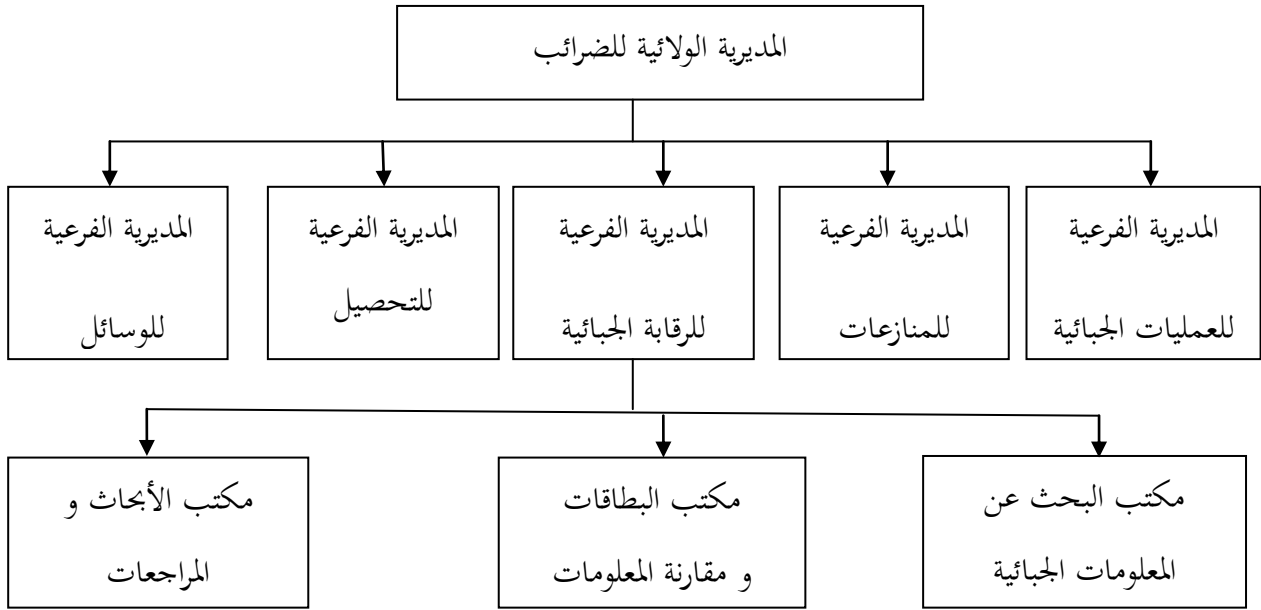 المديرية الولائية للضرائب
المديرية الفرعية
للعمليات الجبائية
المديرية الفرعية
للمنازعات
المديرية الفرعية
للرقابة الجبائية
المديرية الفرعية
للتحصيل
المديرية الفرعية
للوسائل
مكتب البحث عن
المعلومات الجبائية
مكتب البطاقات
و مقارنة المعلومات
مكتب الأبحاث و
المراجعات